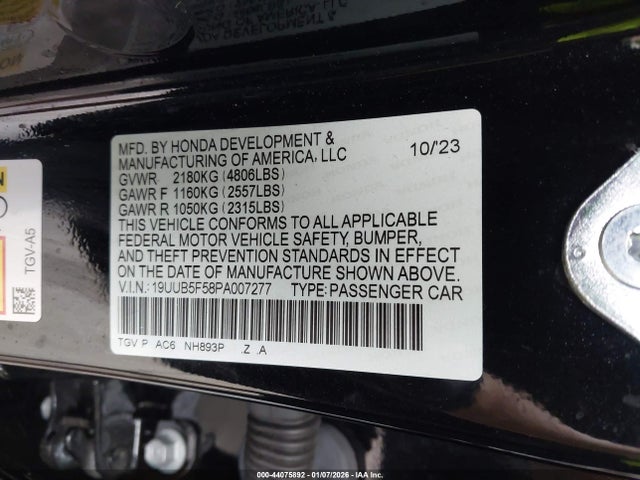 MFD. BY HONDA DEVELOPMENT &
MANUFACTURING OF AMERICA, LLC 10/'23
GVWR 2180KG (4806LBS)
GAWR F 1160KG (2557LBS)
GAWR R 1050KG (2315LBS)
THIS VEHICLE CONFORMS TO ALL APPLICABLE
FEDERAL MOTOR VEHICLE SAFETY, BUMPER,
AND THEFT PREVENTION STANDARDS IN EFFECT
ON THE DATE OF MANUFACTURE SHOWN ABOVE.
V.I.N.: 19UUB5F58PA007277 TYPE: PASSENGER CAR
TGV P AC6 NH893P .Z .A
TGV-A5
000-44075892 - 01/07/2026 - IAA Inc.